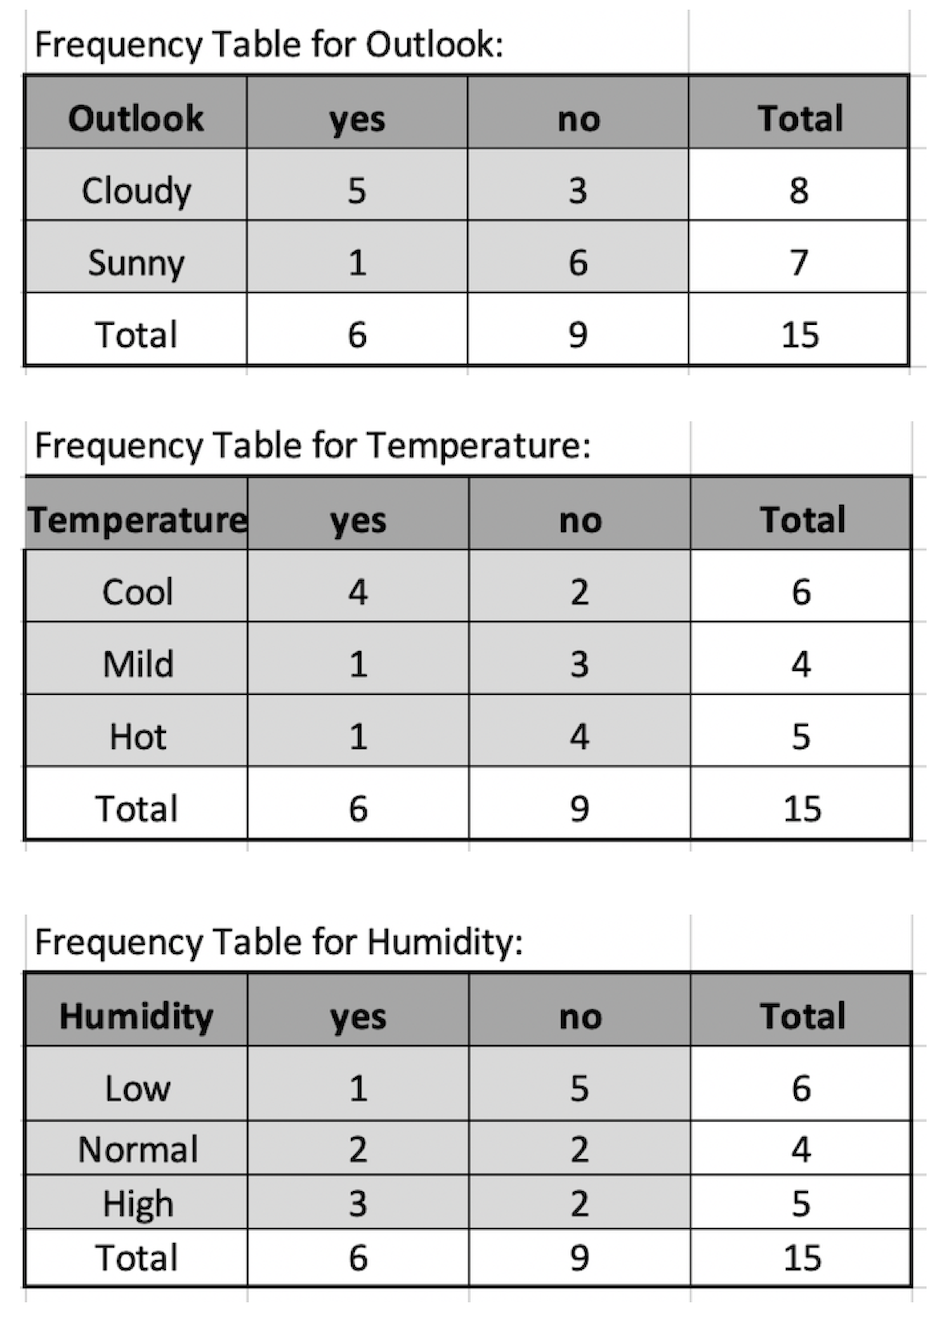 Frequency Table for Outlook:
Outlook yes no Total
Cloudy 5 3 8
Sunny 1 6 7
Total 6 9 15
Frequency Table for Temperature:
Temperature yes no Total
Cool 4 2 6
Mild 1 3 4
Hot 1 4 5
Total 6 9 15
Frequency Table for Humidity:
Humidity yes no Total
Low 1 5 6
Normal 2 2 4
High 3 2 5
Total 6 9 15